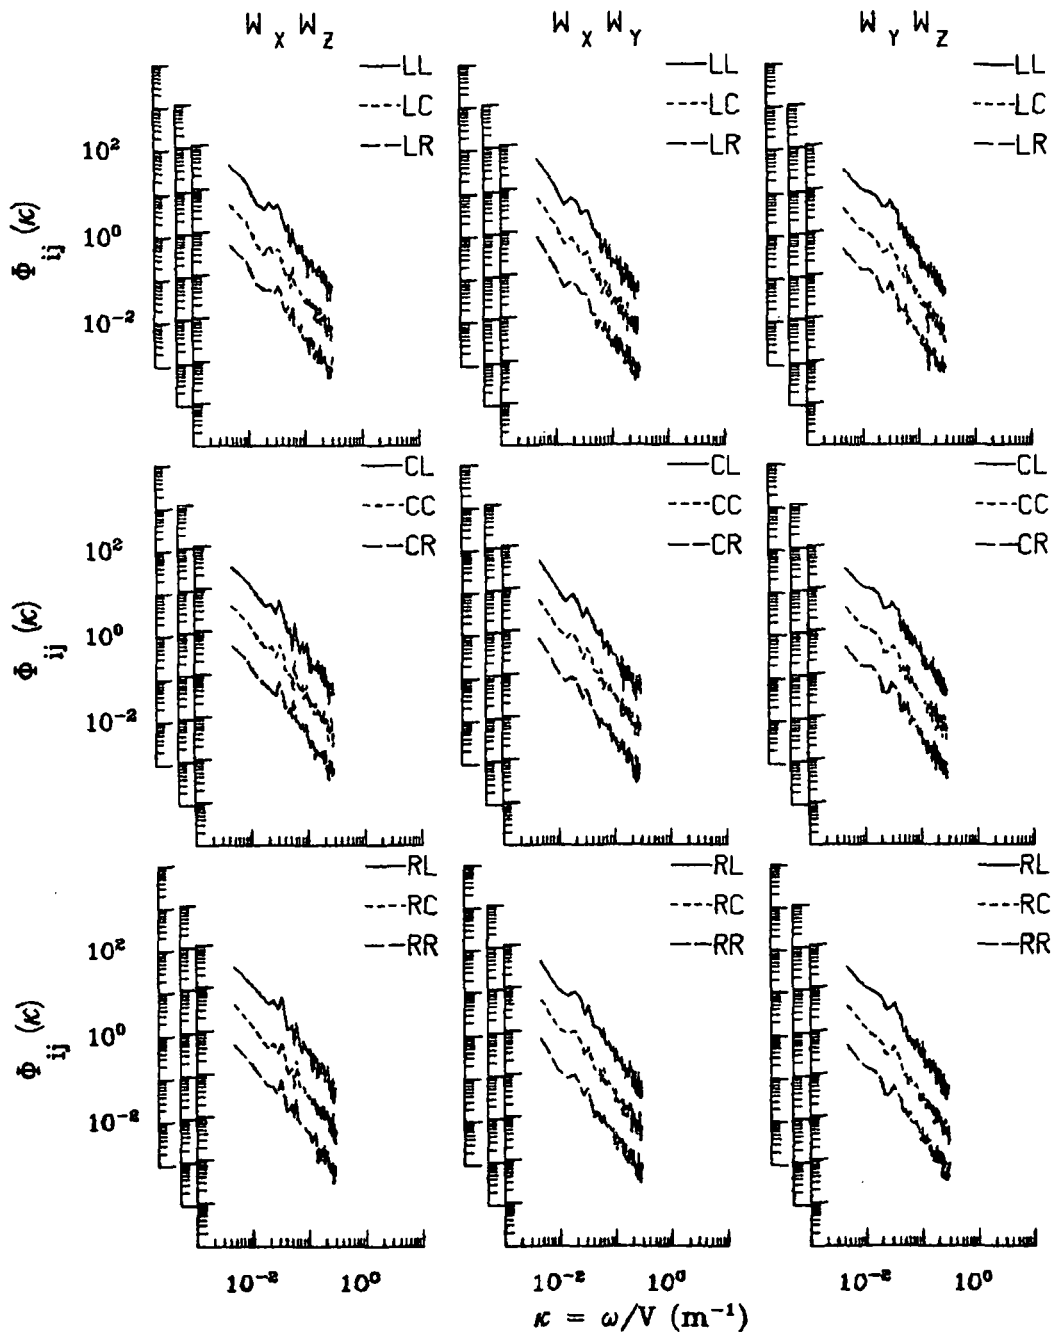 W X W Z
W X W Y
W Y W Z
LL
LC
LR
LL
LC
LR
LL
LC
LR
10²
10⁰
10⁻²
Φ ij (κ)
CL
CC
CR
CL
CC
CR
CL
CC
CR
10²
10⁰
10⁻²
Φ ij (κ)
RL
RC
RR
RL
RC
RR
RL
RC
RR
10²
10⁰
10⁻²
Φ ij (κ)
10⁻² 10⁰
10⁻² 10⁰
10⁻² 10⁰
κ = ω/V (m⁻¹)